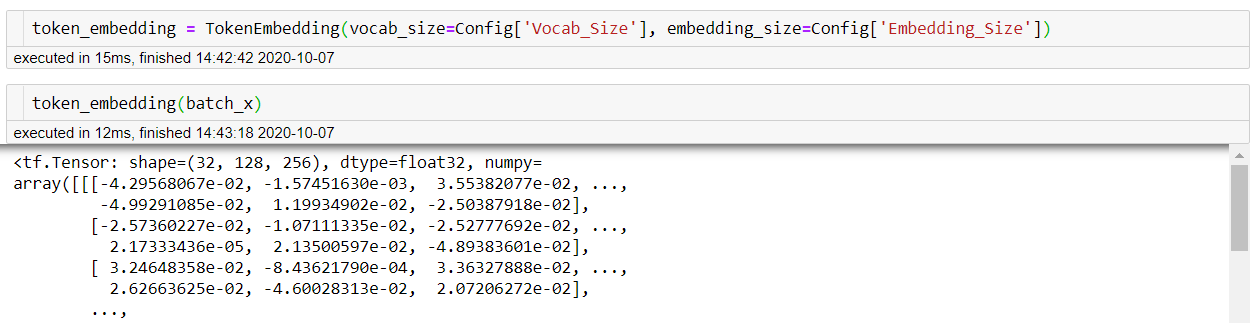 token_embedding = TokenEmbedding(vocab_size=Config['Vocab_Size'], embedding_size=Config['Embedding_Size'])
executed in 15ms, finished 14:42:42 2020-10-07
token_embedding(batch_x)
executed in 12ms, finished 14:43:18 2020-10-07
<tf.Tensor: shape=(32, 128, 256), dtype=float32, numpy=
array([[[-4.29568067e-02, -1.57451630e-03,  3.55382077e-02, ...,
         -4.99291085e-02,  1.19934902e-02, -2.50387918e-02],
        [-2.57360227e-02, -1.07111335e-02, -2.52777692e-02, ...,
          2.17333436e-05,  2.13500597e-02, -4.89383601e-02],
        [ 3.24648358e-02, -8.43621790e-04,  3.36327888e-02, ...,
          2.62663625e-02, -4.60028313e-02,  2.07206272e-02],
        ...,